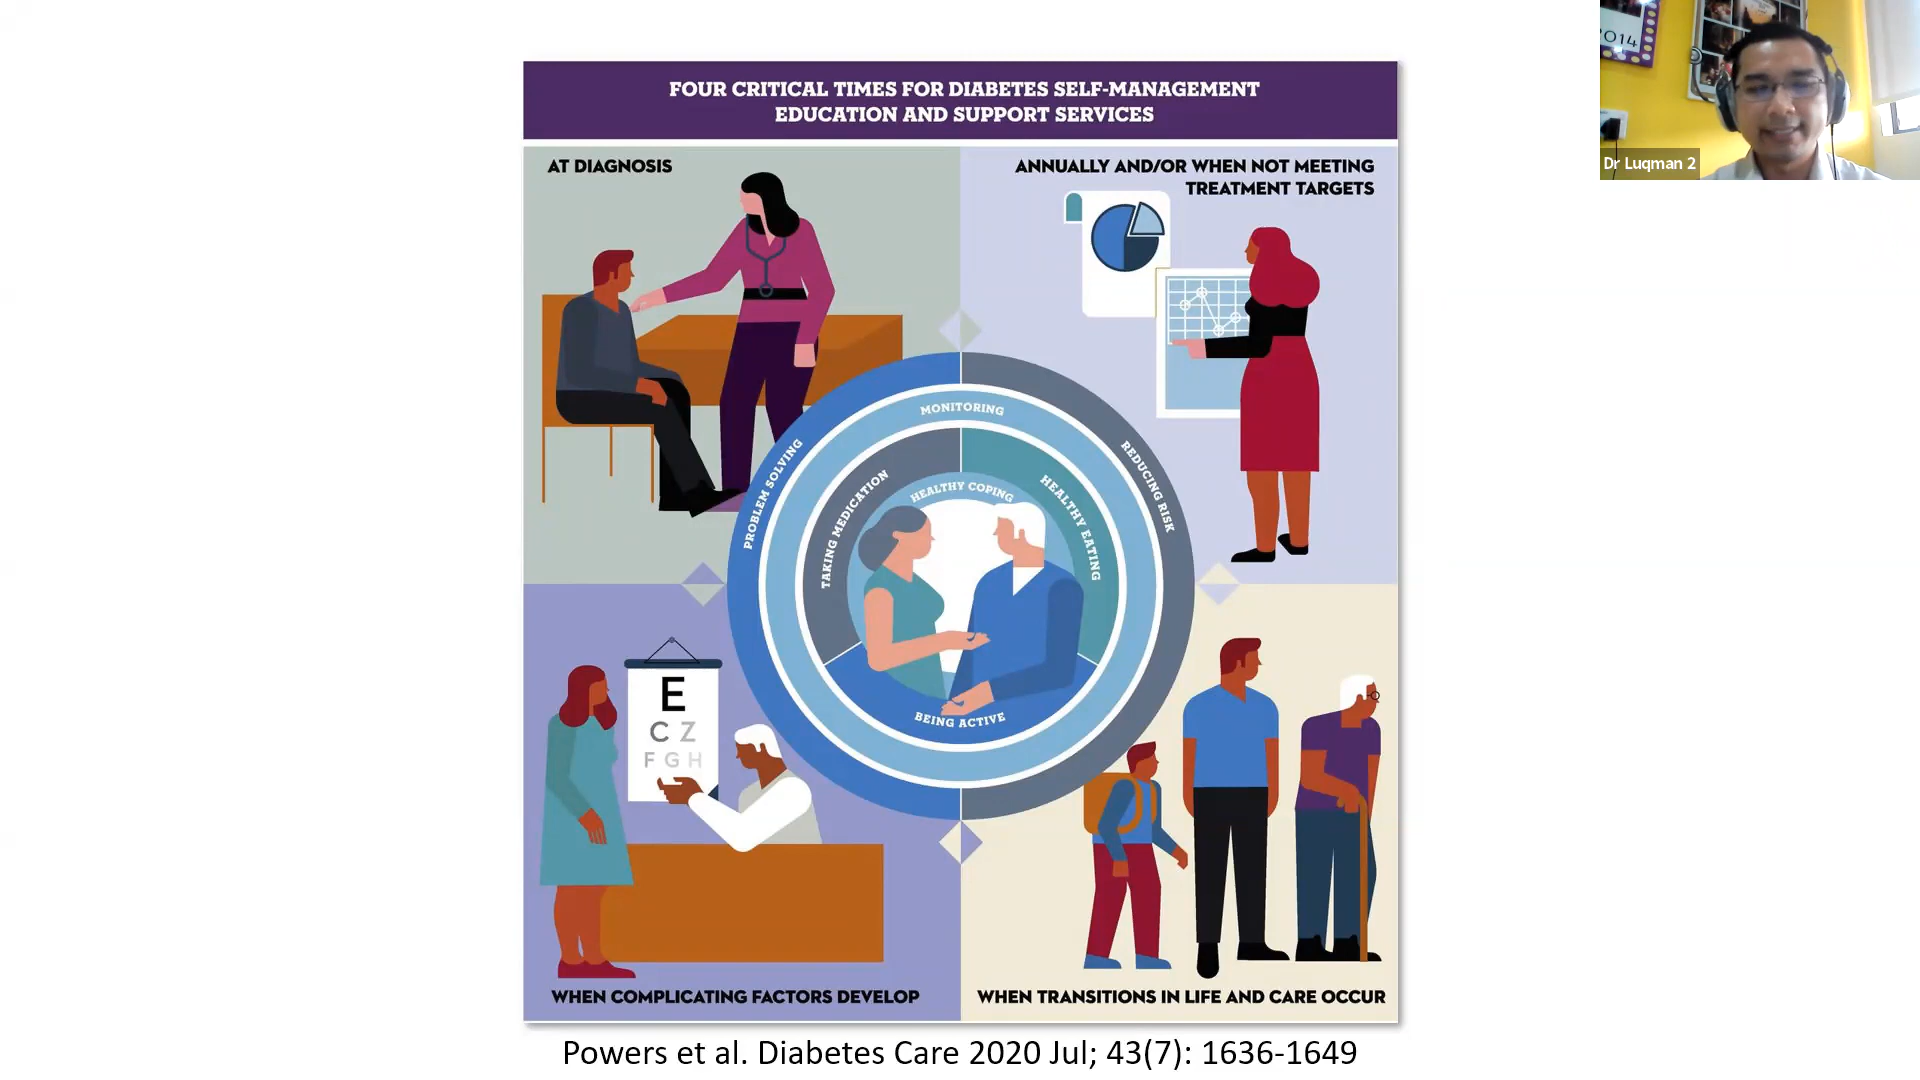 FOUR CRITICAL TIMES FOR DIABETES SELF-MANAGEMENT
EDUCATION AND SUPPORT SERVICES
AT DIAGNOSIS
ANNUALLY AND/OR WHEN NOT MEETING
TREATMENT TARGETS
PROBLEM SOLVING
MONITORING
REDUCING RISK
TAKING MEDICATION
HEALTHY COPING
HEALTHY EATING
BEING ACTIVE
E
C Z
F G H
WHEN COMPLICATING FACTORS DEVELOP
WHEN TRANSITIONS IN LIFE AND CARE OCCUR
Powers et al. Diabetes Care 2020 Jul; 43(7): 1636-1649
2014
Dr Luqman 2